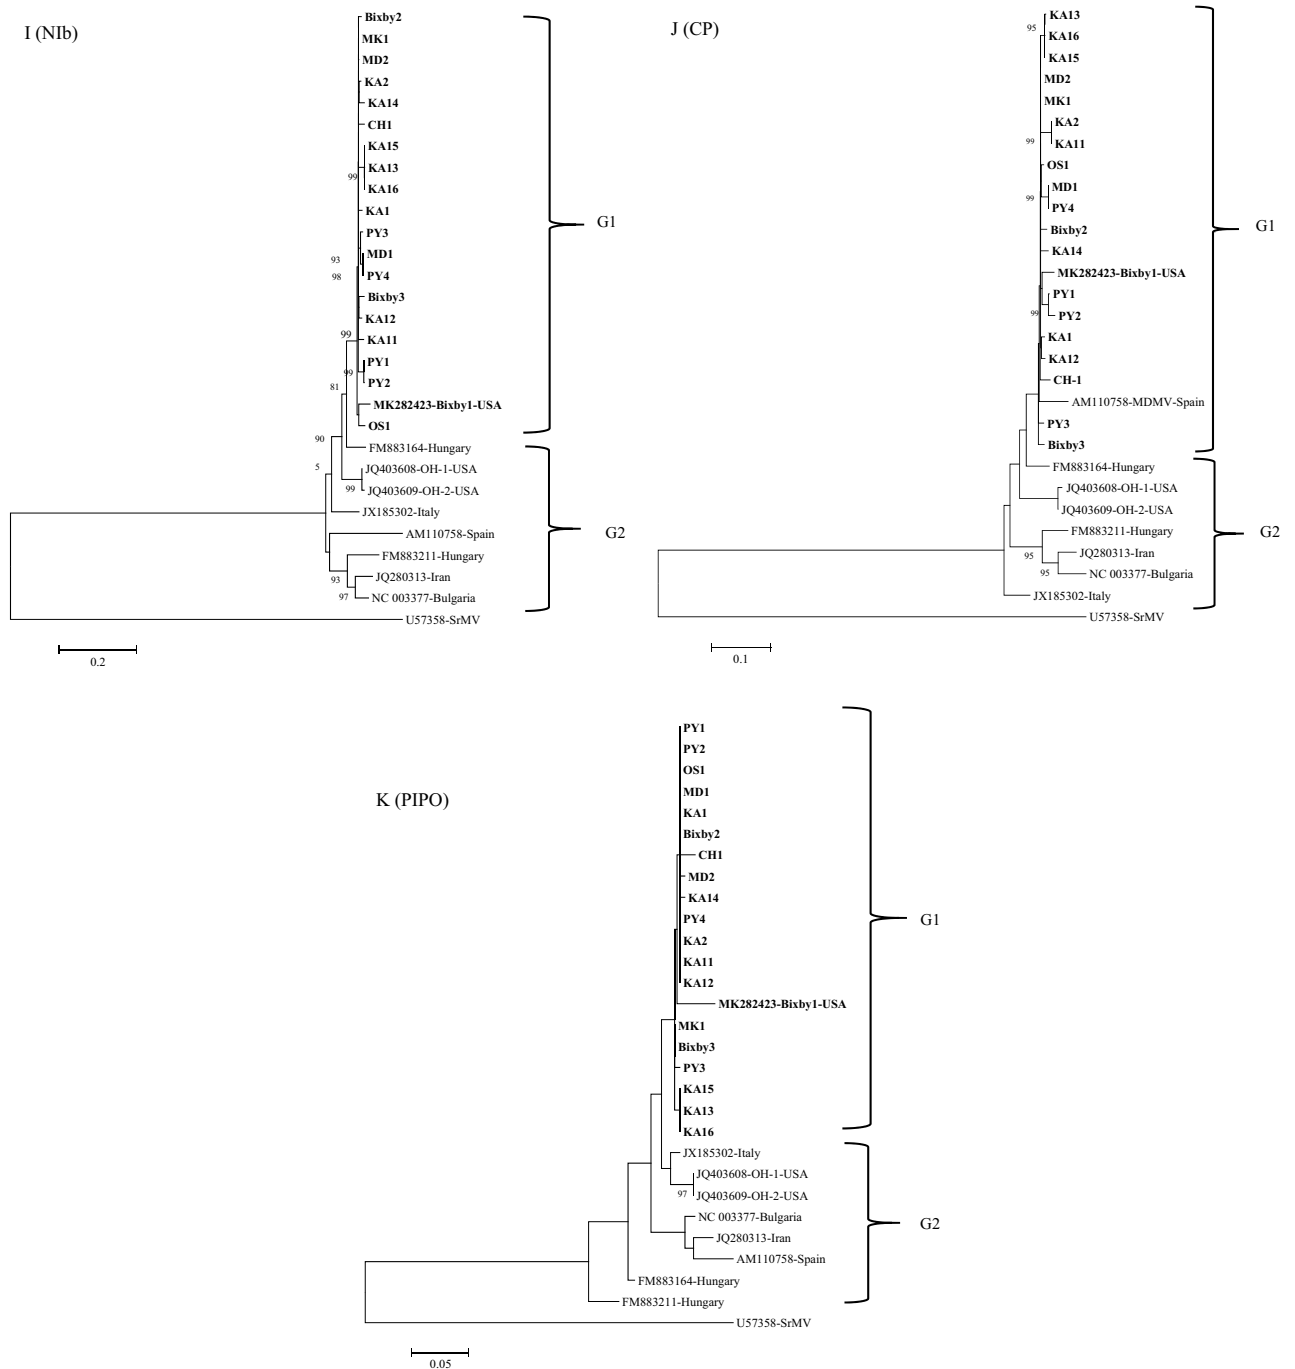 I (NIb)
Bixby2
MK1
MD2
KA2
KA14
CH1
KA15
KA13
99
KA16
KA1
PY3
93
MD1
98
PY4
Bixby3
KA12
99
KA11
PY1
99
PY2
81
MK282423-Bixby1-USA
OS1
90
FM883164-Hungary
5
JQ403608-OH-1-USA
99
JQ403609-OH-2-USA
JX185302-Italy
AM110758-Spain
FM883211-Hungary
93
JQ280313-Iran
97
NC 003377-Bulgaria
U57358-SrMV
G1
G2
0.2
J (CP)
95
KA13
KA16
KA15
MD2
MK1
KA2
99
KA11
OS1
MD1
99
PY4
Bixby2
KA14
MK282423-Bixby1-USA
PY1
99
PY2
KA1
KA12
CH-1
AM110758-MDMV-Spain
PY3
Bixby3
FM883164-Hungary
JQ403608-OH-1-USA
JQ403609-OH-2-USA
FM883211-Hungary
95
JQ280313-Iran
95
NC 003377-Bulgaria
JX185302-Italy
U57358-SrMV
G1
G2
0.1
K (PIPO)
PY1
PY2
OS1
MD1
KA1
Bixby2
CH1
MD2
KA14
PY4
KA2
KA11
KA12
MK282423-Bixby1-USA
MK1
Bixby3
PY3
KA15
KA13
KA16
JX185302-Italy
JQ403608-OH-1-USA
97
JQ403609-OH-2-USA
NC 003377-Bulgaria
JQ280313-Iran
AM110758-Spain
FM883164-Hungary
FM883211-Hungary
U57358-SrMV
G1
G2
0.05